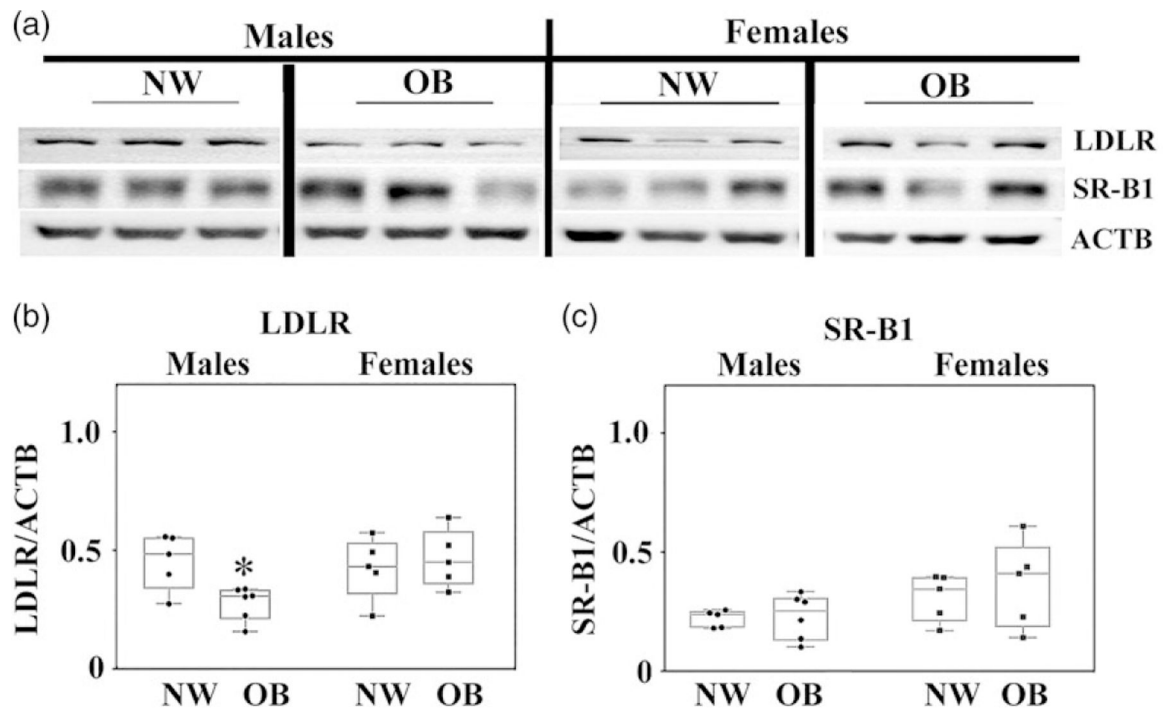 (a)
Males Females
NW OB NW OB
LDLR
SR-B1
ACTB
(b) LDLR
Males Females
LDLR/ACTB
1.0
0.5
0
*
NW OB NW OB
(c) SR-B1
Males Females
SR-B1/ACTB
1.0
0.5
0
NW OB NW OB